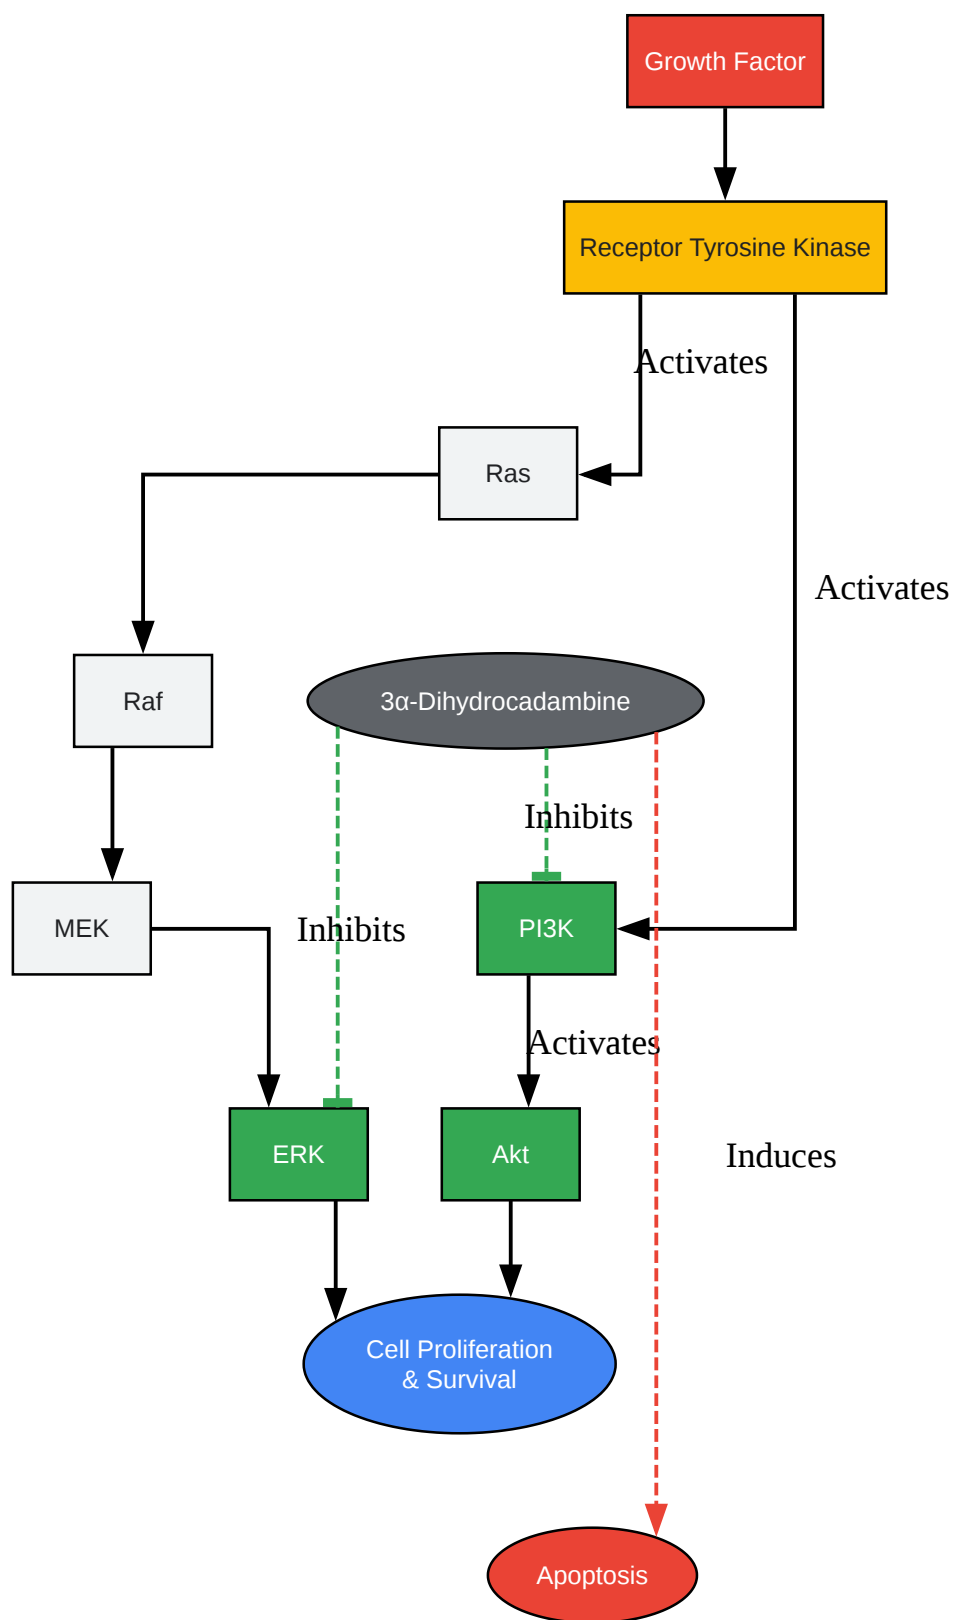 Growth Factor
Receptor Tyrosine Kinase
Activates
Ras
Activates
Raf
3α-Dihydrocadambine
Inhibits
MEK
Inhibits
PI3K
Activates
ERK
Akt
Induces
Cell Proliferation
& Survival
Apoptosis